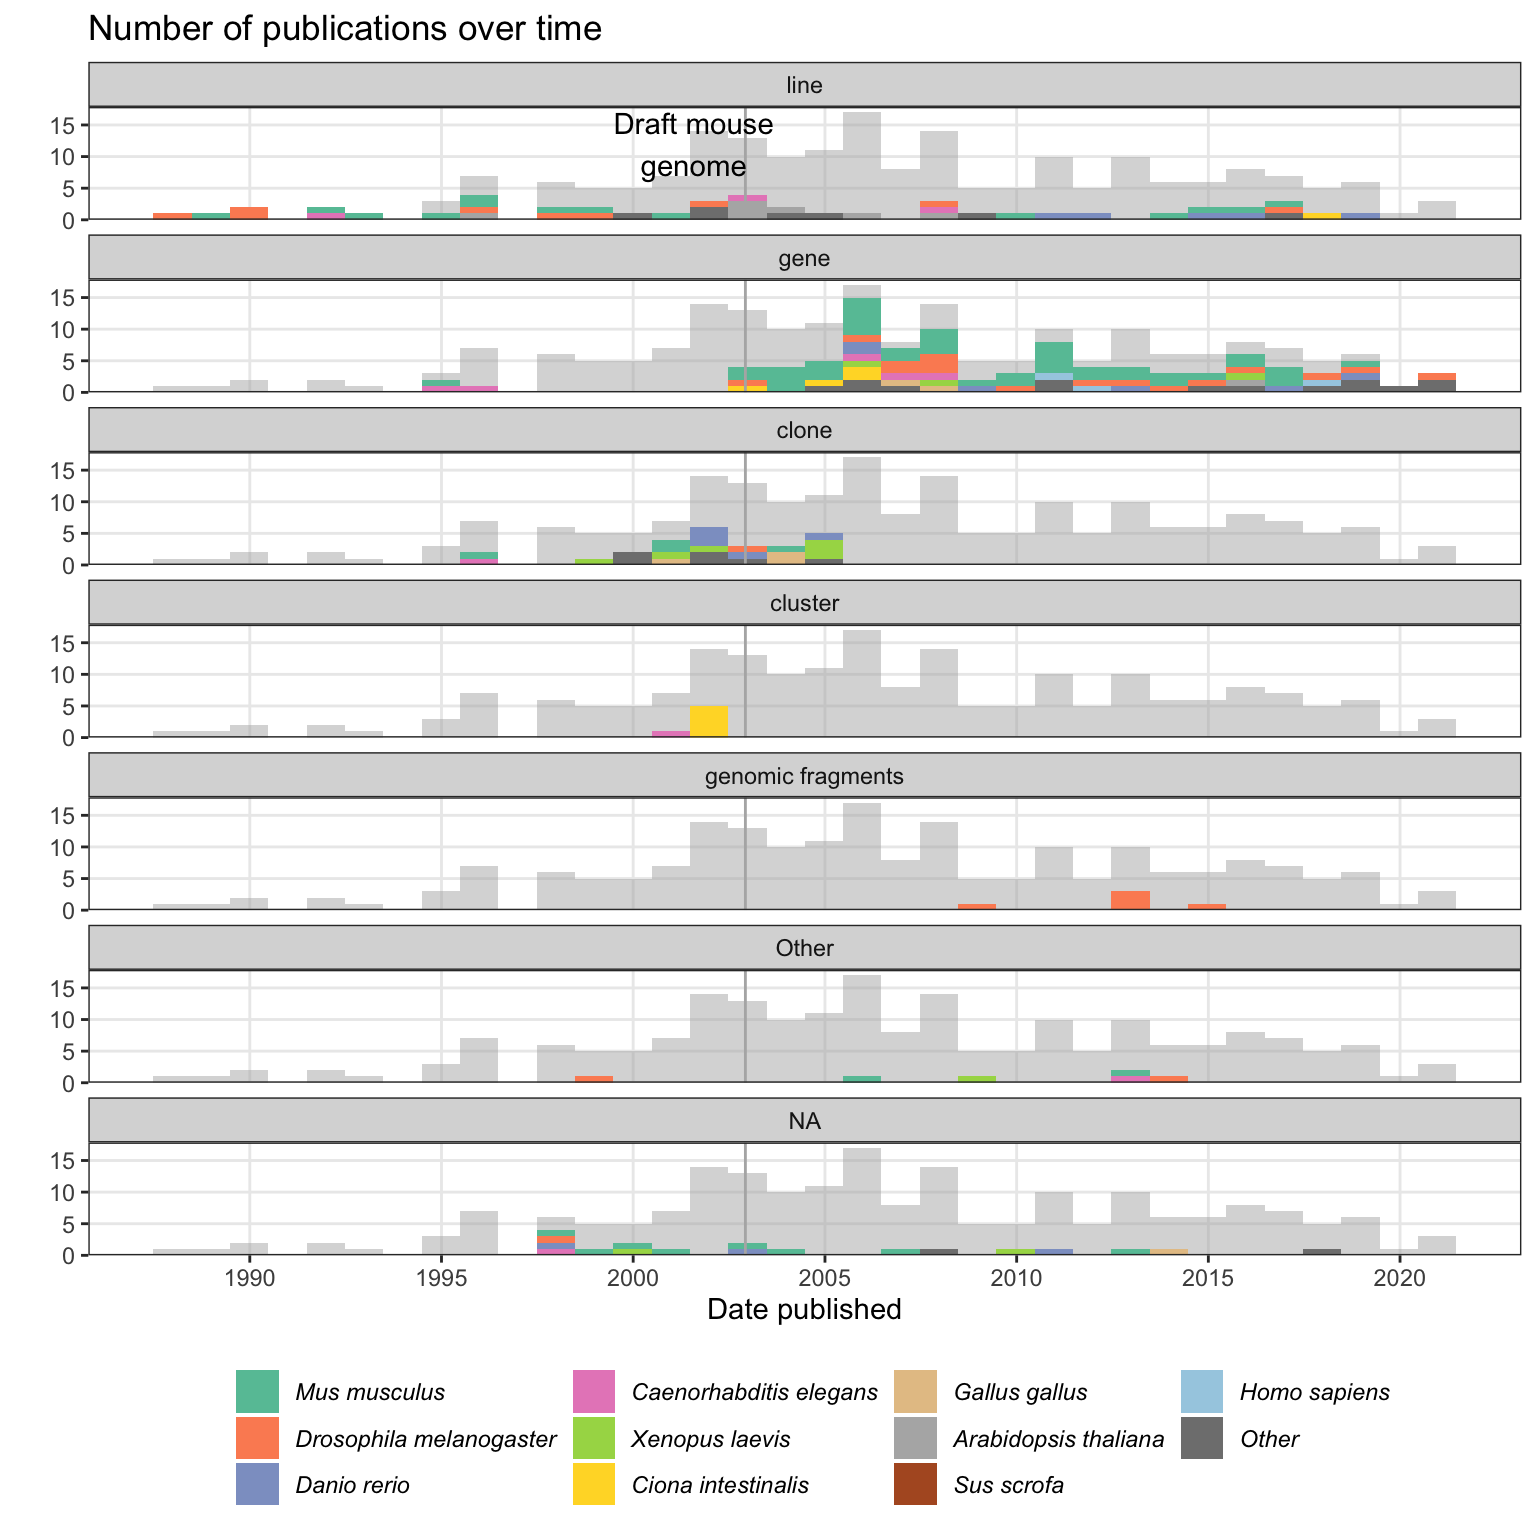 Number of publications over time
line
Draft mouse
genome
15
10
5
0
gene
15
10
5
0
clone
15
10
5
0
cluster
15
10
5
0
genomic fragments
15
10
5
0
Other
15
10
5
0
NA
15
10
5
0
1990 1995 2000 2005 2010 2015 2020
Date published
Mus musculus Caenorhabditis elegans Gallus gallus Homo sapiens
Drosophila melanogaster Xenopus laevis Arabidopsis thaliana Other
Danio rerio Ciona intestinalis Sus scrofa